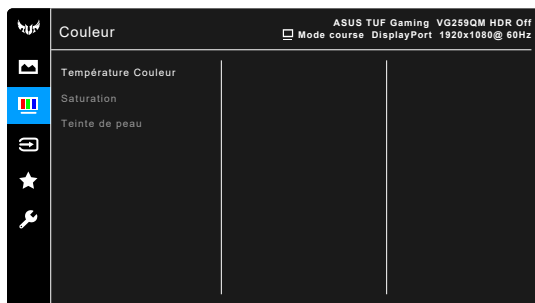 Couleur
ASUS TUF Gaming VG259QM HDR Off
Mode course DisplayPort 1920x1080@ 60Hz
Température Couleur
Saturation
Teinte de peau